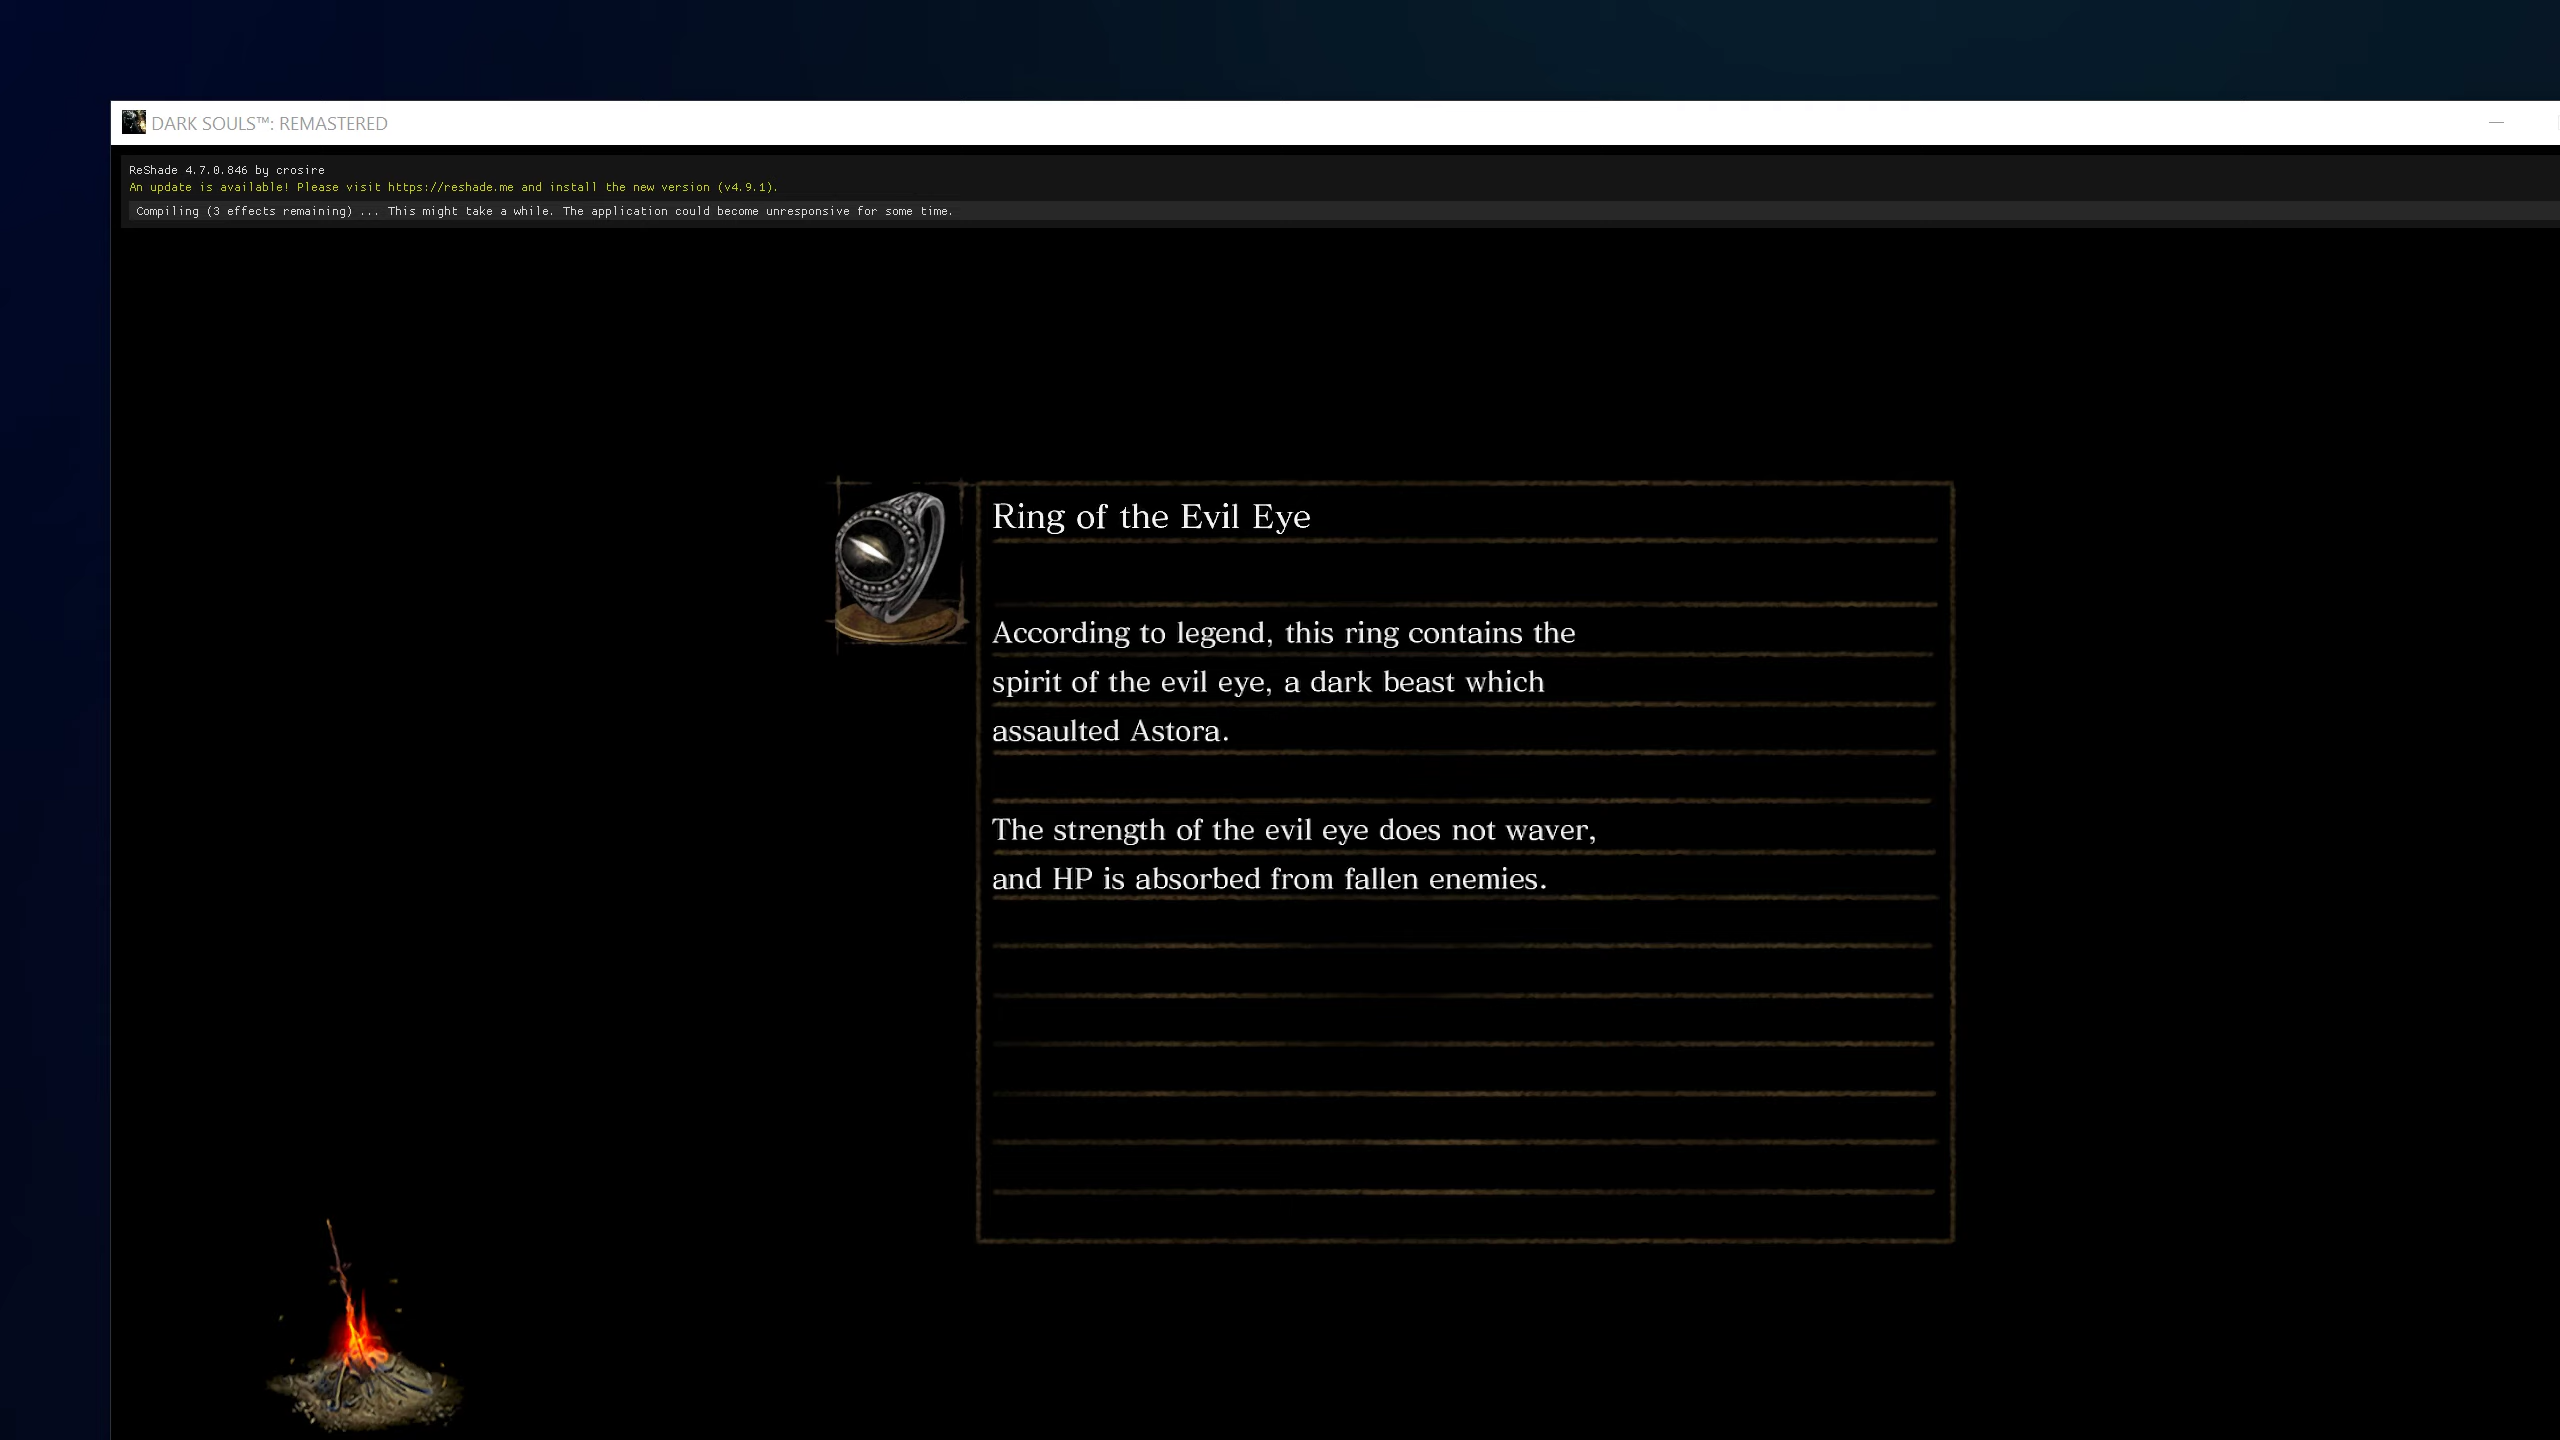 DARK SOULS™: REMASTERED
ReShade 4.7.0.846 by crosire
An update is available! Please visit https://reshade.me and install the new version (v4.9.1).
Compiling (3 effects remaining) ... This might take a while. The application could become unresponsive for some time.
Ring of the Evil Eye
According to legend, this ring contains the
spirit of the evil eye, a dark beast which
assaulted Astora.
The strength of the evil eye does not waver,
and HP is absorbed from fallen enemies.